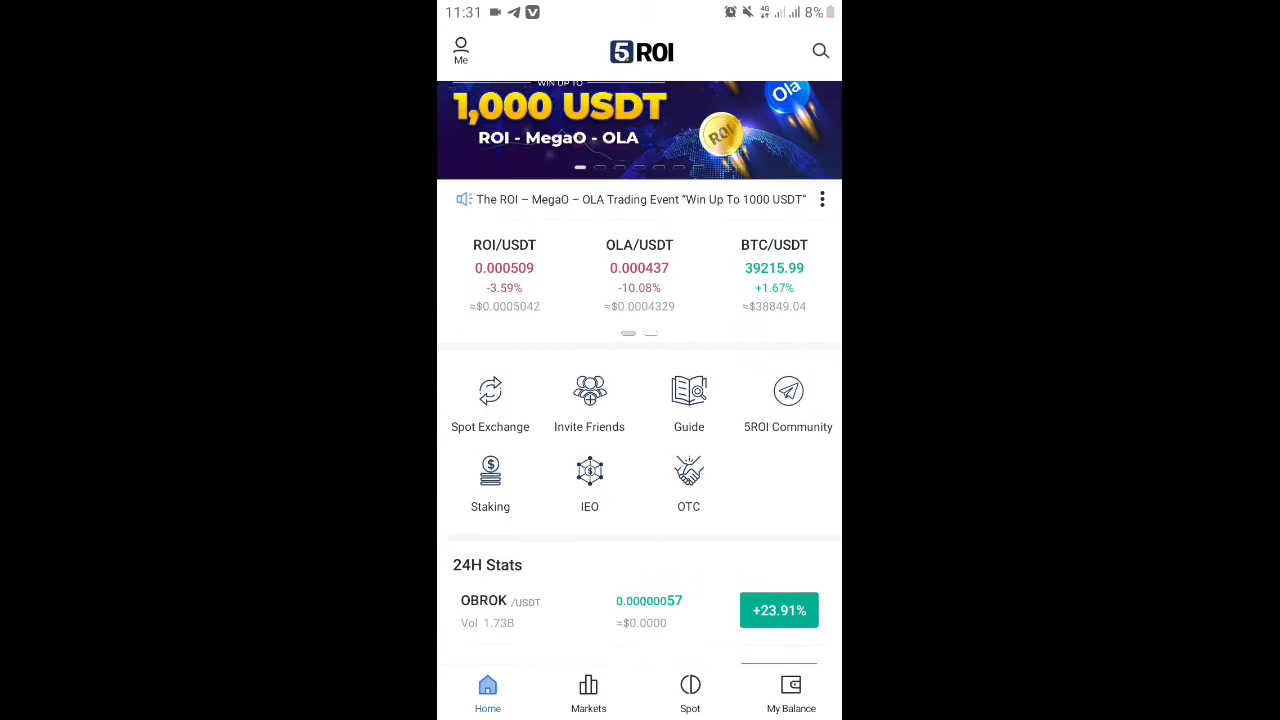 11:31 4G 8%
Me
5 ROI
WIN UP TO
1,000 USDT
ROI - MegaO - OLA
Ola
ROI
The ROI – MegaO – OLA Trading Event “Win Up To 1000 USDT”
ROI/USDT OLA/USDT BTC/USDT
0.000509 0.000437 39215.99
-3.59% -10.08% +1.67%
≈$0.0005042 ≈$0.0004329 ≈$38849.04
Spot Exchange Invite Friends Guide 5ROI Community
Staking IEO OTC
24H Stats
OBROK /USDT 0.00000057 +23.91%
Vol 1.73B ≈$0.0000
Home Markets Spot My Balance